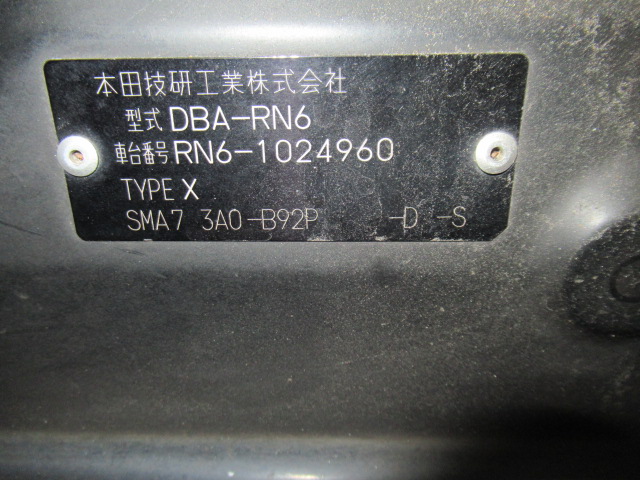 本田技研工業株式会社
型式 DBA-RN6
車台番号 RN6-1024960
TYPE X
SMA7 3A0-B92P -D -S